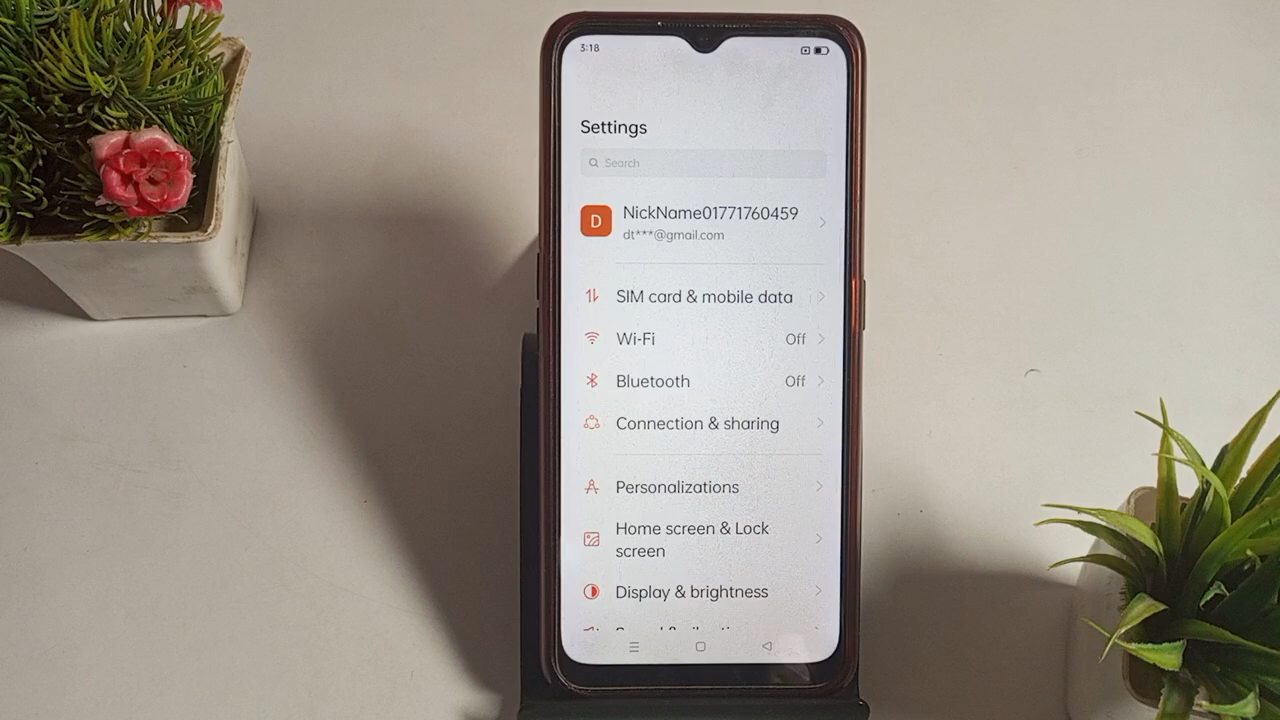 3:18
Settings
Search
D
NickName01771760459
dt***@gmail.com
SIM card & mobile data
Wi-Fi Off
Bluetooth Off
Connection & sharing
Personalizations
Home screen & Lock
screen
Display & brightness